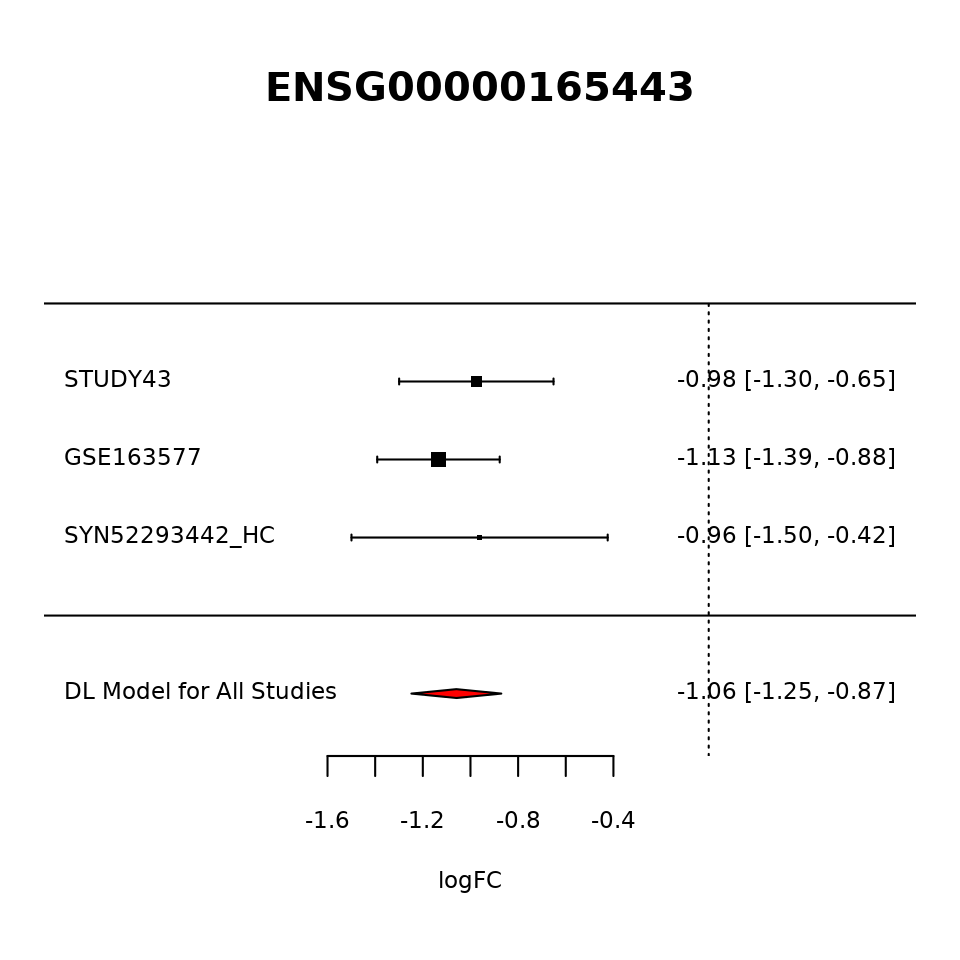 ENSG00000165443
STUDY43 -0.98 [-1.30, -0.65]
GSE163577 -1.13 [-1.39, -0.88]
SYN52293442_HC -0.96 [-1.50, -0.42]
DL Model for All Studies -1.06 [-1.25, -0.87]
-1.6 -1.2 -0.8 -0.4
logFC